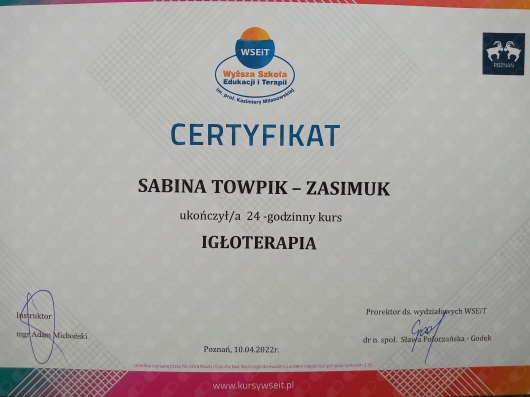 WSEiT
Wyższa Szkoła
Edukacji i Terapii
im. prof. Kazimiery Milanowskiej
POZNAŃ
CERTYFIKAT
SABINA TOWPIK – ZASIMUK
ukończył/a 24 -godzinny kurs
IGŁOTERAPIA
Instruktor
mgr Adam Michoński
Prorektor ds. wydziałowych WSEiT
dr n. społ. Sława Połoczańska - Godek
Poznań, 10.04.2022r.
www.kursywseit.pl